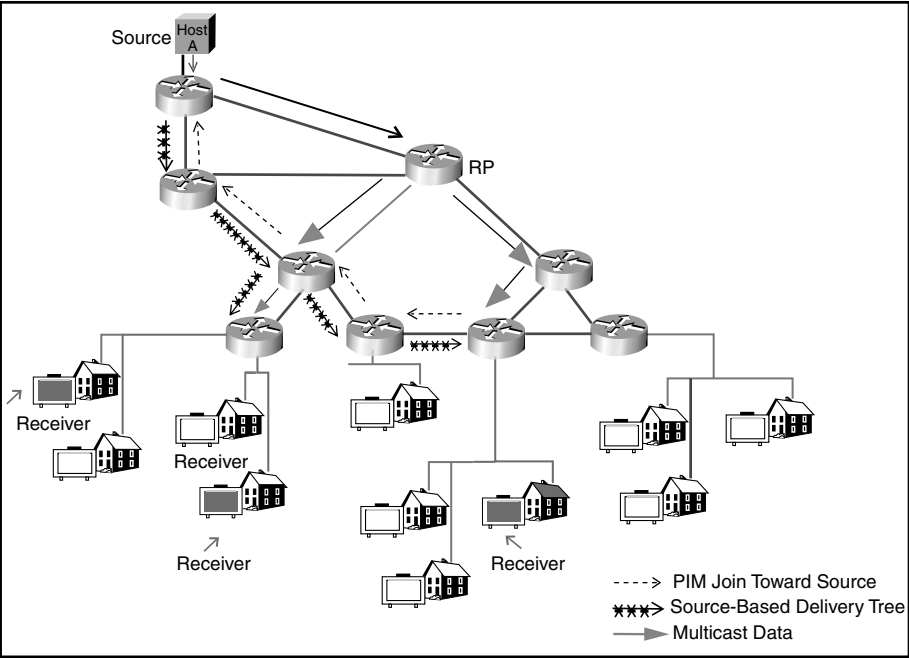 Source
Host
A
RP
Receiver
Receiver
Receiver
Receiver
PIM Join Toward Source
Source-Based Delivery Tree
Multicast Data